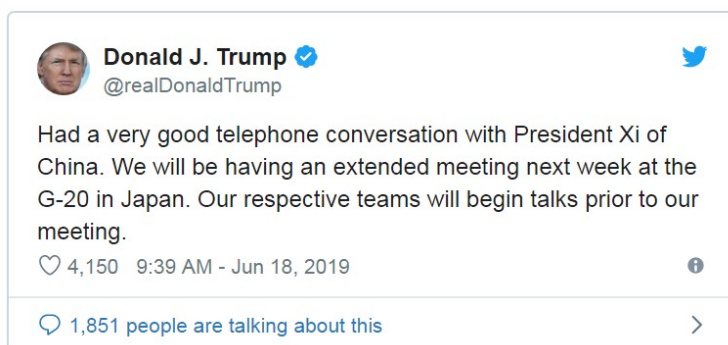 Donald J. Trump
@realDonaldTrump
Had a very good telephone conversation with President Xi of
China. We will be having an extended meeting next week at the
G-20 in Japan. Our respective teams will begin talks prior to our
meeting.
4,150 9:39 AM - Jun 18, 2019
1,851 people are talking about this